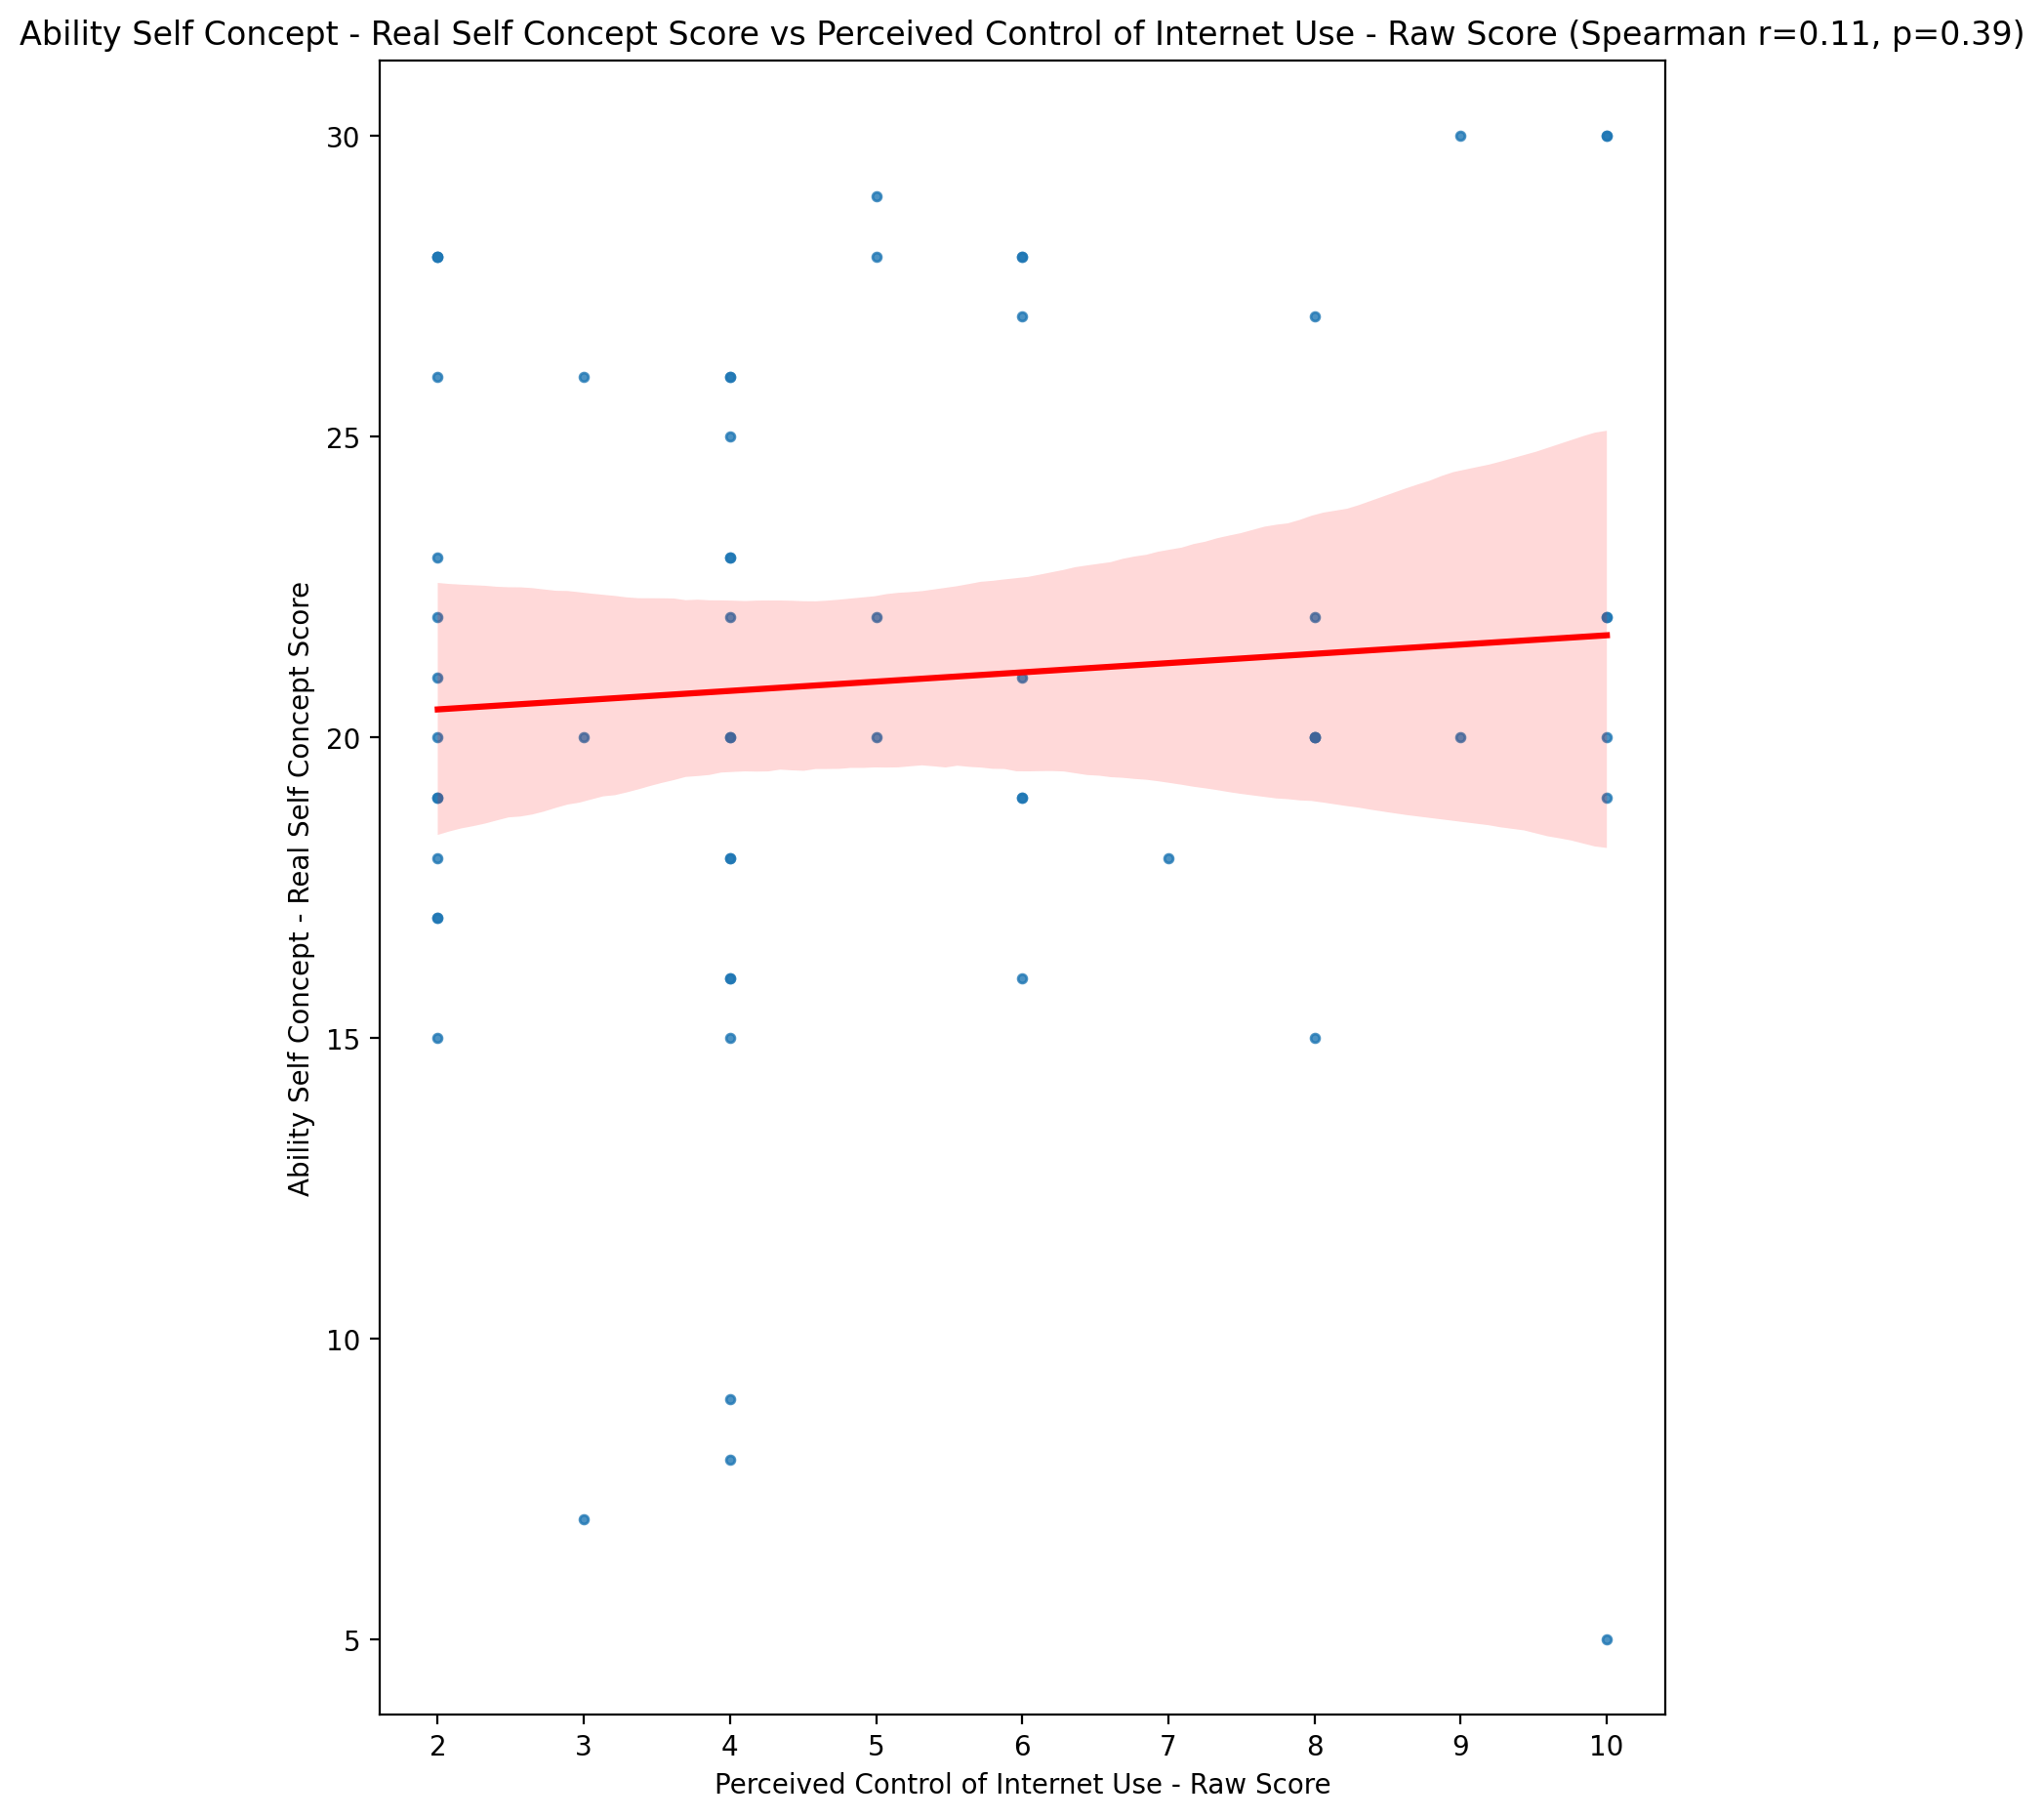 Ability Self Concept - Real Self Concept Score vs Perceived Control of Internet Use - Raw Score (Spearman r=0.11, p=0.39)
Ability Self Concept - Real Self Concept Score
30
25
20
15
10
5
2 3 4 5 6 7 8 9 10
Perceived Control of Internet Use - Raw Score